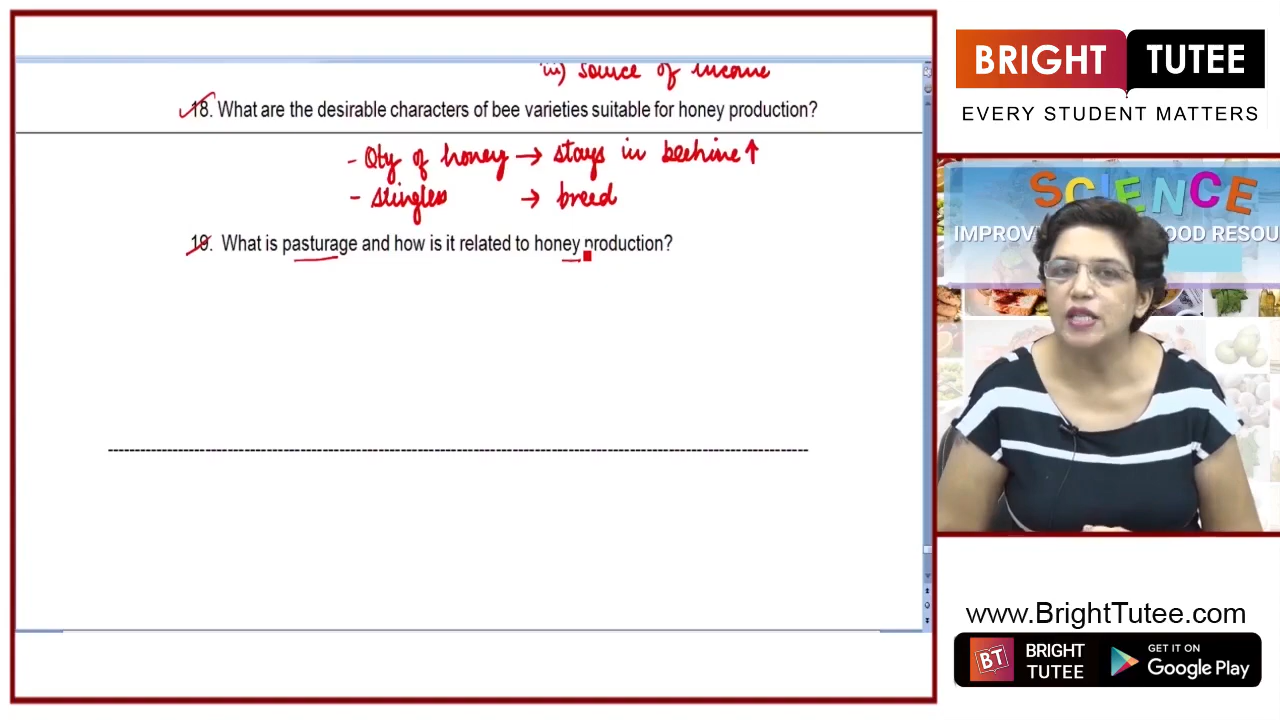 iii) source of income
18. What are the desirable characters of bee varieties suitable for honey production?
- Qty of honey → stays in beehive ↑
- stingless → breed
19. What is pasturage and how is it related to honey production?
BRIGHT TUTEE
EVERY STUDENT MATTERS
SCIENCE
IMPROV OOD RESOU
www.BrightTutee.com
BT BRIGHT TUTEE
GET IT ON
Google Play